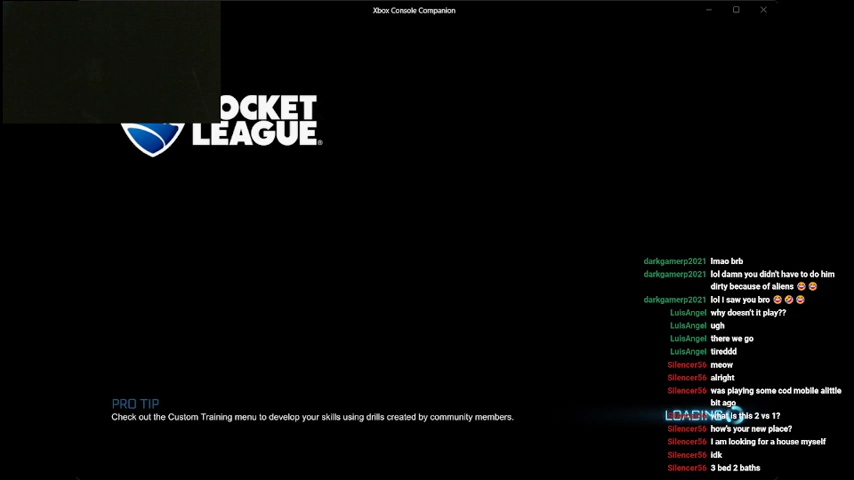 Xbox Console Companion
OCKET
LEAGUE®
darkgamerp2021 lmao brb
darkgamerp2021 lol damn you didn't have to do him
dirty because of aliens
darkgamerp2021 lol i saw you bro
LuisAngel why doesn't it play??
LuisAngel ugh
LuisAngel there we go
LuisAngel tireddd
Silencer56 meow
Silencer56 alright
Silencer56 was playing some cod mobile alittle
bit ago
LOADING what is this 2 vs 1?
Silencer56 how's your new place?
Silencer56 I am looking for a house myself
Silencer56 idk
Silencer56 3 bed 2 baths
PRO TIP
Check out the Custom Training menu to develop your skills using drills created by community members.